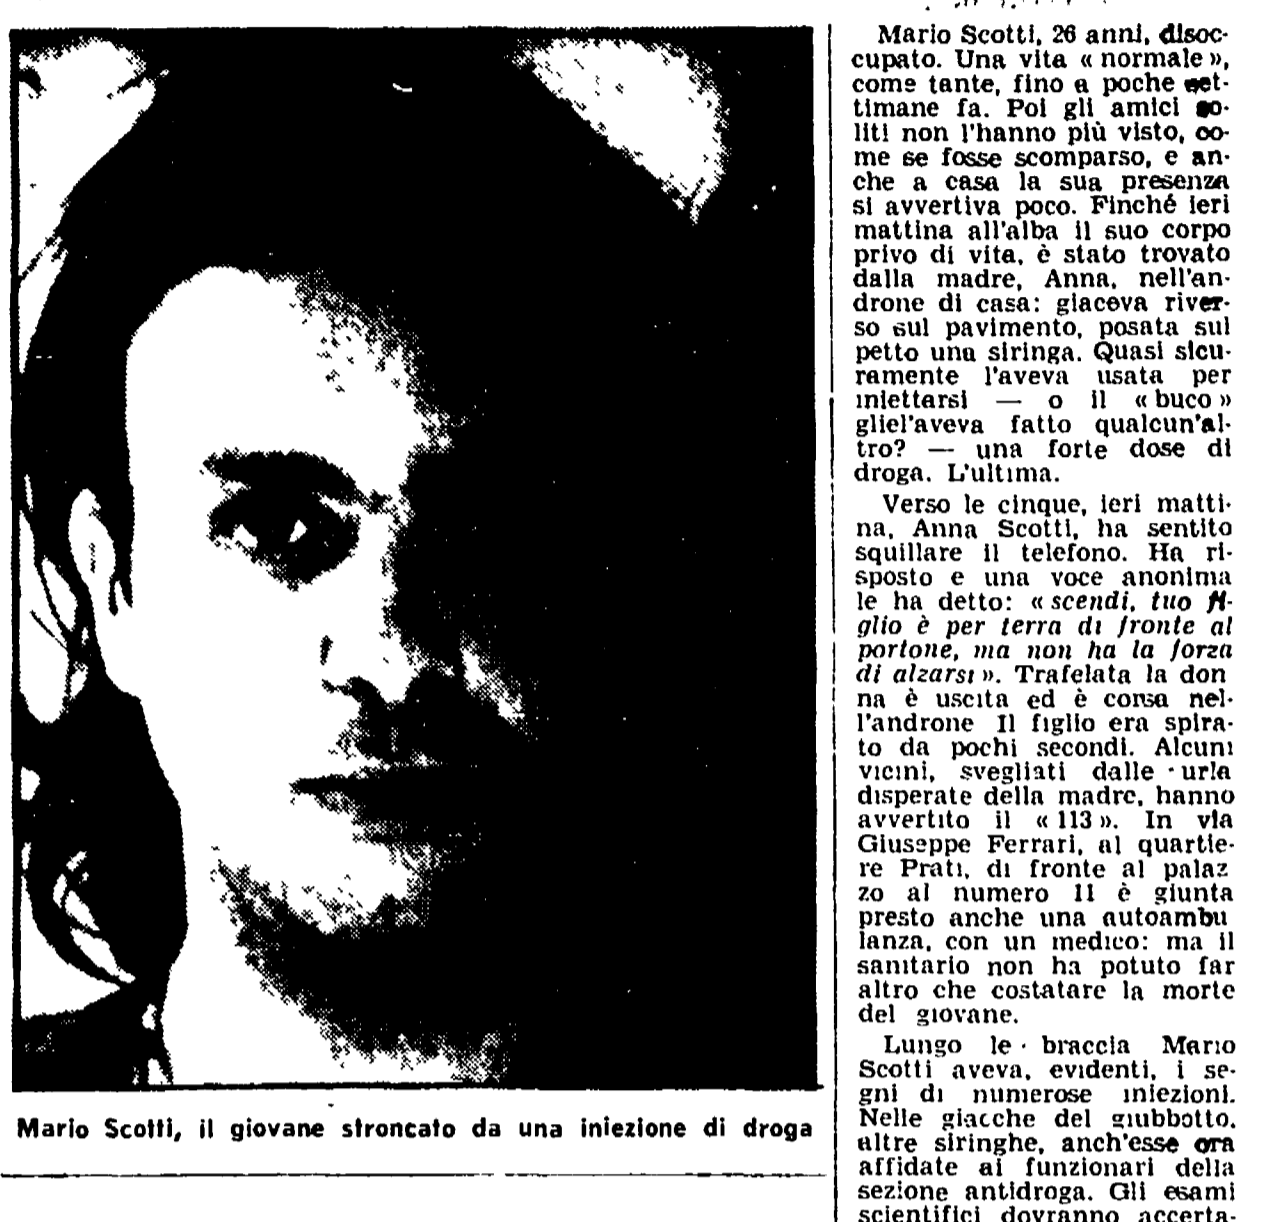 Mario Scotti, 26 anni, disoc-
cupato. Una vita « normale »,
come tante, fino a poche set-
timane fa. Poi gli amici so-
liti non l'hanno più visto, co-
me se fosse scomparso, e an-
che a casa la sua presenza
si avvertiva poco. Finché ieri
mattina all'alba il suo corpo
privo di vita, è stato trovato
dalla madre, Anna, nell'an-
drone di casa: giaceva river-
so sul pavimento, posata sul
petto una siringa. Quasi sicu-
ramente l'aveva usata per
iniettarsi — o il « buco »
gliel'aveva fatto qualcun'al-
tro? — una forte dose di
droga. L'ultima.
Verso le cinque, ieri matti-
na, Anna Scotti, ha sentito
squillare il telefono. Ha ri-
sposto e una voce anonima
le ha detto: « scendi, tuo fi-
glio è per terra di fronte al
portone, ma non ha la forza
di alzarsi ». Trafelata la don
na è uscita ed è corsa nel-
l'androne Il figlio era spira-
to da pochi secondi. Alcuni
vicini, svegliati dalle urla
disperate della madre, hanno
avvertito il « 113 ». In via
Giuseppe Ferrari, al quartie-
re Prati, di fronte al palaz
zo al numero 11 è giunta
presto anche una autoambu
lanza, con un medico: ma il
sanitario non ha potuto far
altro che costatare la morte
del giovane.
Lungo le braccia Mario
Scotti aveva, evidenti, i se-
gni di numerose iniezioni.
Nelle giacche del giubbotto,
altre siringhe, anch'esse ora
affidate ai funzionari della
sezione antidroga. Gli esami
scientifici dovranno accerta-
Mario Scotti, il giovane stroncato da una iniezione di droga